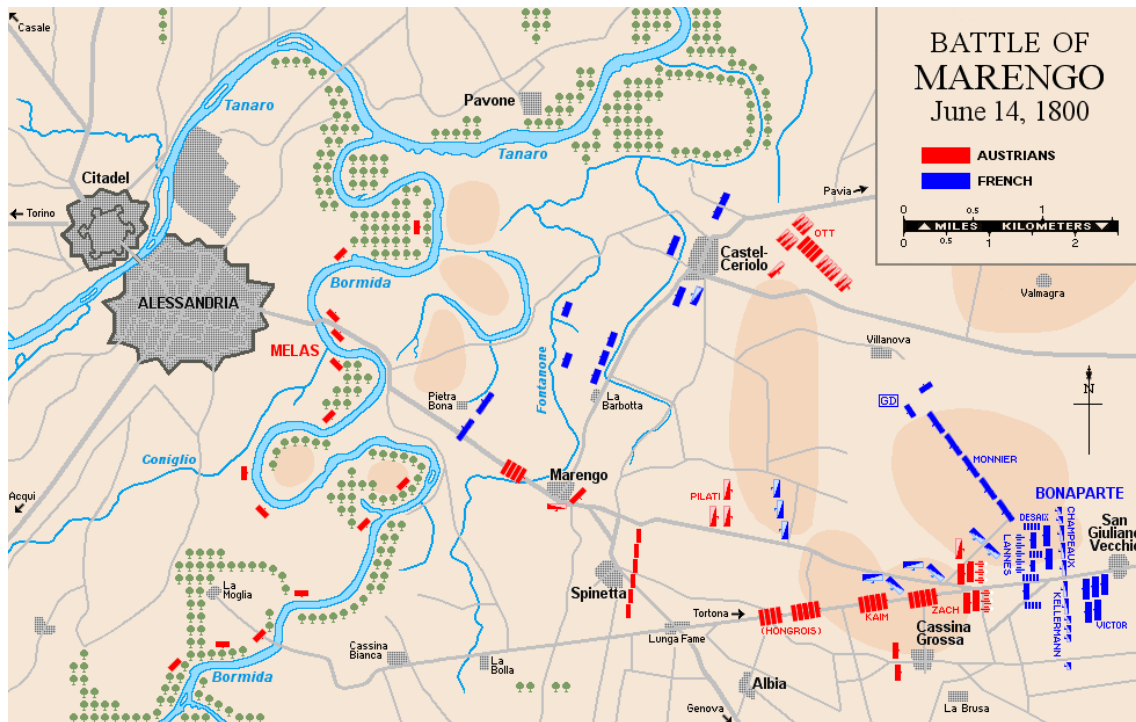 BATTLE OF
MARENGO
June 14, 1800
AUSTRIANS
FRENCH
0 0.5 1
MILES KILOMETERS
0 0.5 1 2
Casale
Tanaro
Pavone
Citadel
Tanaro
Torino
Pavia
OTT
Castel-
Ceriolo
Bormida
ALESSANDRIA
Valmagra
MELAS
Villanova
Fontanone
Pietra
Bona
La
Barbotta
N
GD
Coniglio
MONNIER
Marengo
Acqui
PILATI
BONAPARTE
DESAIX
CHAMPEAUX
San
Giuliano
Vecchio
LANNES
La
Moglia
Spinetta
Tortona
(HONGROIS)
KAIM
ZACH
KELLERMANN
VICTOR
Cassina
Grossa
Lunga Fame
Cassina
Bianca
La
Bolla
Bormida
Albia
La Brusa
Genova